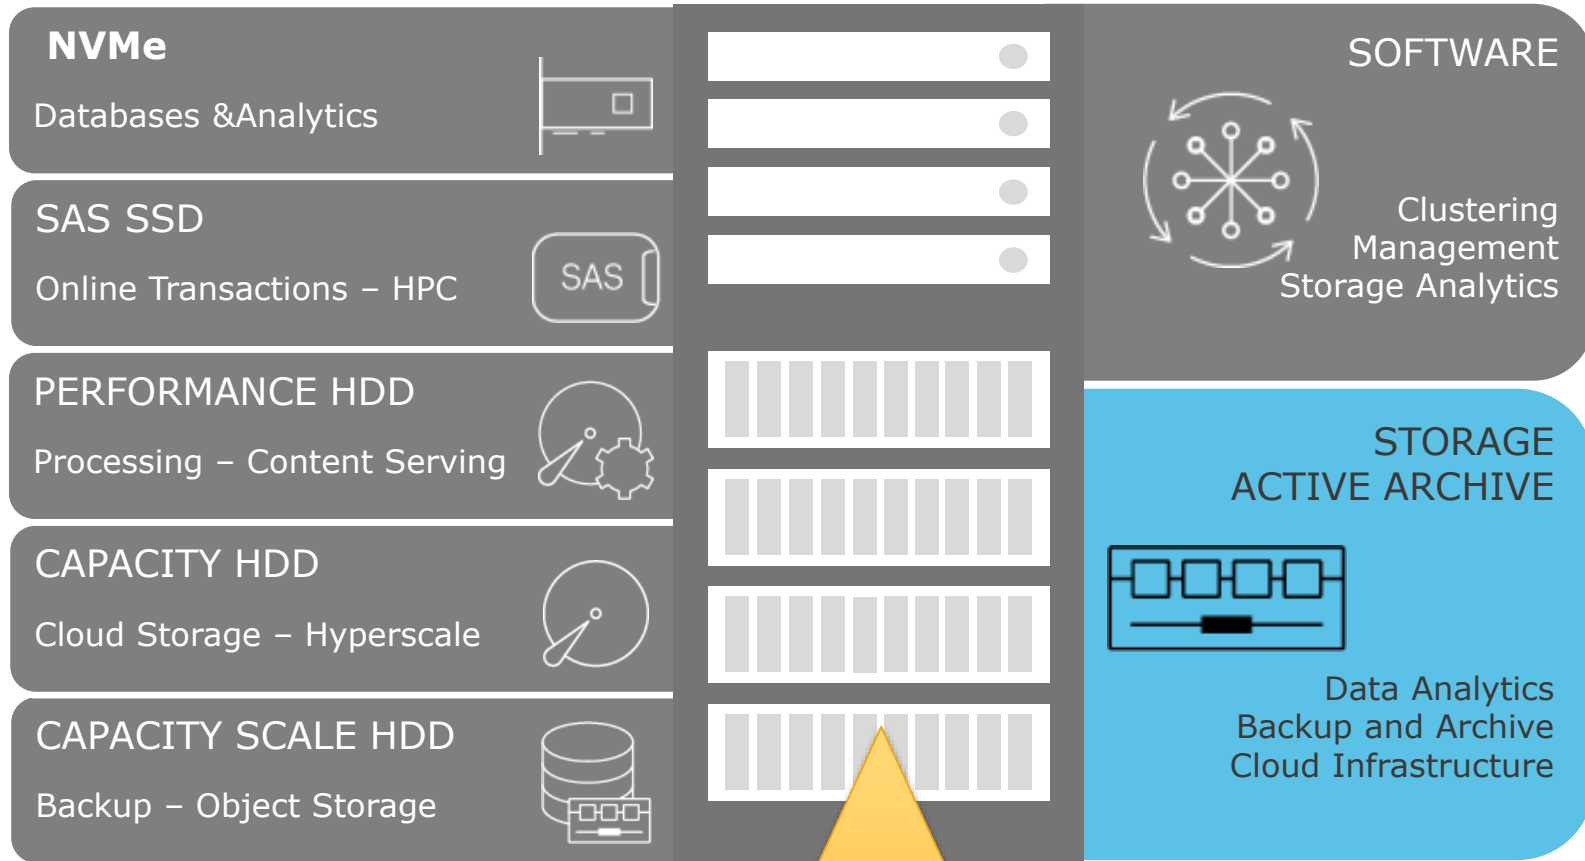 NVMe
Databases &Analytics
SAS SSD
Online Transactions – HPC
SAS
PERFORMANCE HDD
Processing – Content Serving
CAPACITY HDD
Cloud Storage – Hyperscale
CAPACITY SCALE HDD
Backup – Object Storage
SOFTWARE
Clustering
Management
Storage Analytics
STORAGE
ACTIVE ARCHIVE
Data Analytics
Backup and Archive
Cloud Infrastructure